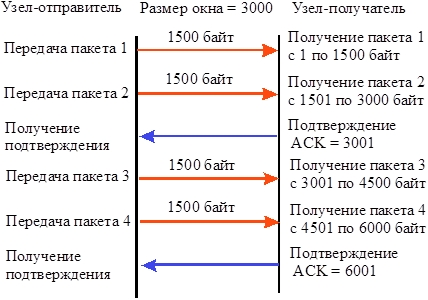 Узел-отправитель Размер окна = 3000 Узел-получатель
Передача пакета 1 1500 байт Получение пакета 1
с 1 по 1500 байт
Передача пакета 2 1500 байт Получение пакета 2
с 1501 по 3000 байт
Получение Подтверждение
подтверждения ACK = 3001
Передача пакета 3 1500 байт Получение пакета 3
с 3001 по 4500 байт
Передача пакета 4 1500 байт Получение пакета 4
с 4501 по 6000 байт
Получение Подтверждение
подтверждения ACK = 6001